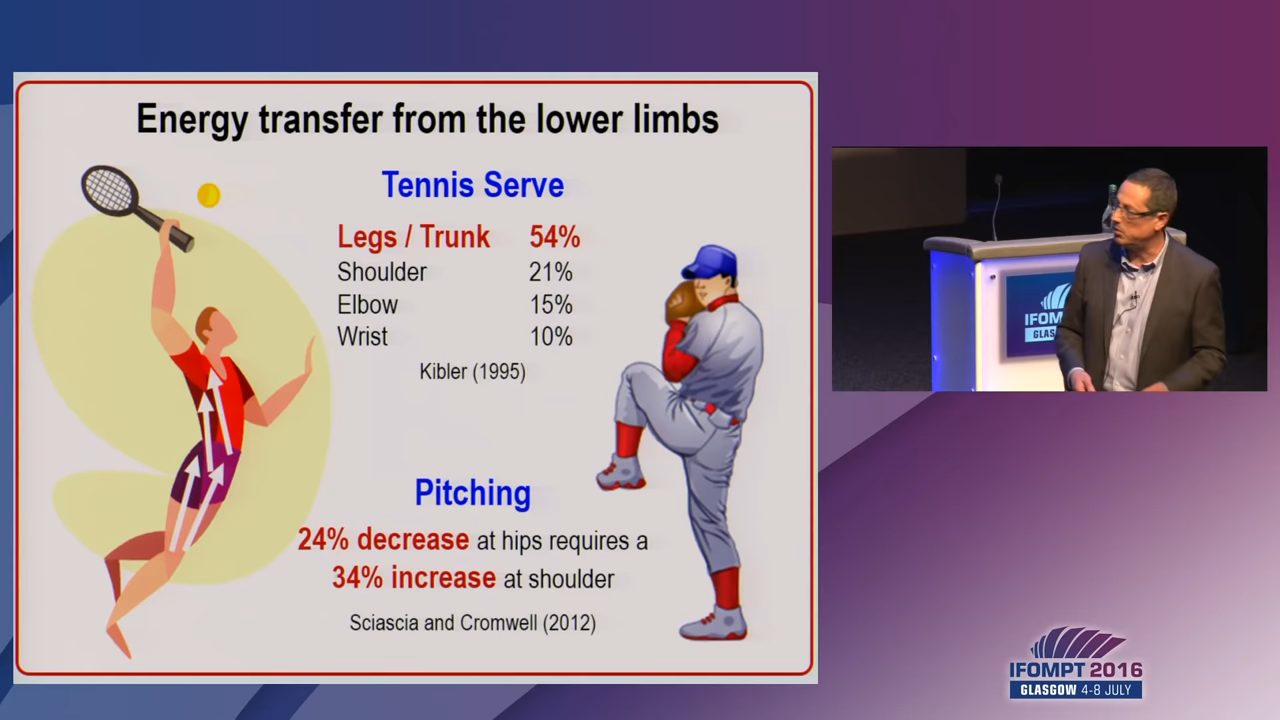 Energy transfer from the lower limbs
Tennis Serve
Legs / Trunk 54%
Shoulder 21%
Elbow 15%
Wrist 10%
Kibler (1995)
Pitching
24% decrease at hips requires a
34% increase at shoulder
Sciascia and Cromwell (2012)
IFOMPT 2016
GLASGOW 4-8 JULY